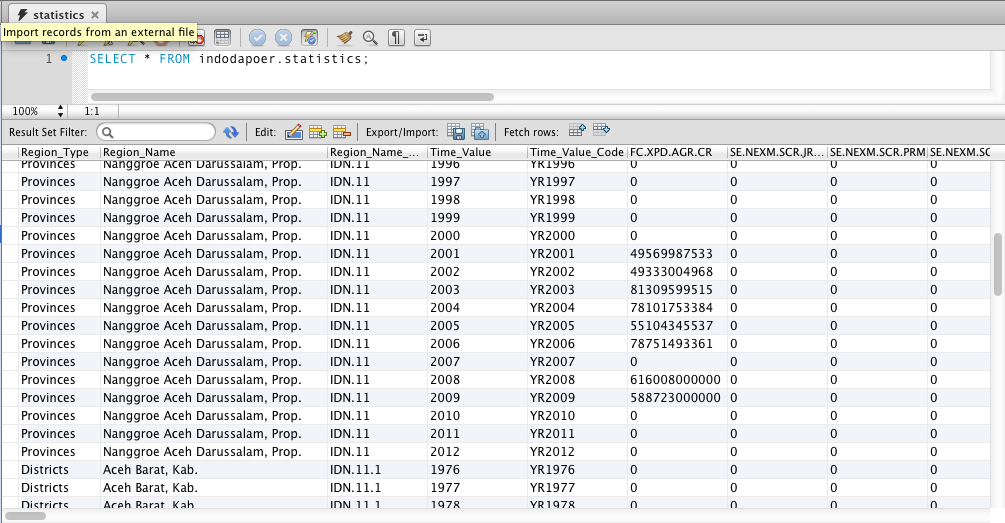 statistics
Import records from an external file
1 SELECT * FROM indodapoer.statistics;
100% 1:1
Result Set Filter: Edit: Export/Import: Fetch rows:
Region_Type Region_Name Region_Name_... Time_Value Time_Value_Code FC.XPD.AGR.CR SE.NEXM.SCR.JR... SE.NEXM.SCR.PRM SE.NEXM.SC
Provinces Nanggroe Aceh Darussalam, Prop. IDN.11 1996 YR1996 0 0 0 0
Provinces Nanggroe Aceh Darussalam, Prop. IDN.11 1997 YR1997 0 0 0 0
Provinces Nanggroe Aceh Darussalam, Prop. IDN.11 1998 YR1998 0 0 0 0
Provinces Nanggroe Aceh Darussalam, Prop. IDN.11 1999 YR1999 0 0 0 0
Provinces Nanggroe Aceh Darussalam, Prop. IDN.11 2000 YR2000 0 0 0 0
Provinces Nanggroe Aceh Darussalam, Prop. IDN.11 2001 YR2001 49569987533 0 0 0
Provinces Nanggroe Aceh Darussalam, Prop. IDN.11 2002 YR2002 49333004968 0 0 0
Provinces Nanggroe Aceh Darussalam, Prop. IDN.11 2003 YR2003 81309599515 0 0 0
Provinces Nanggroe Aceh Darussalam, Prop. IDN.11 2004 YR2004 78101753384 0 0 0
Provinces Nanggroe Aceh Darussalam, Prop. IDN.11 2005 YR2005 55104345537 0 0 0
Provinces Nanggroe Aceh Darussalam, Prop. IDN.11 2006 YR2006 78751493361 0 0 0
Provinces Nanggroe Aceh Darussalam, Prop. IDN.11 2007 YR2007 0 0 0 0
Provinces Nanggroe Aceh Darussalam, Prop. IDN.11 2008 YR2008 616008000000 0 0 0
Provinces Nanggroe Aceh Darussalam, Prop. IDN.11 2009 YR2009 588723000000 0 0 0
Provinces Nanggroe Aceh Darussalam, Prop. IDN.11 2010 YR2010 0 0 0 0
Provinces Nanggroe Aceh Darussalam, Prop. IDN.11 2011 YR2011 0 0 0 0
Provinces Nanggroe Aceh Darussalam, Prop. IDN.11 2012 YR2012 0 0 0 0
Districts Aceh Barat, Kab. IDN.11.1 1976 YR1976 0 0 0 0
Districts Aceh Barat, Kab. IDN.11.1 1977 YR1977 0 0 0 0
Districts Aceh Barat, Kab. IDN.11.1 1978 YR1978 0 0 0 0